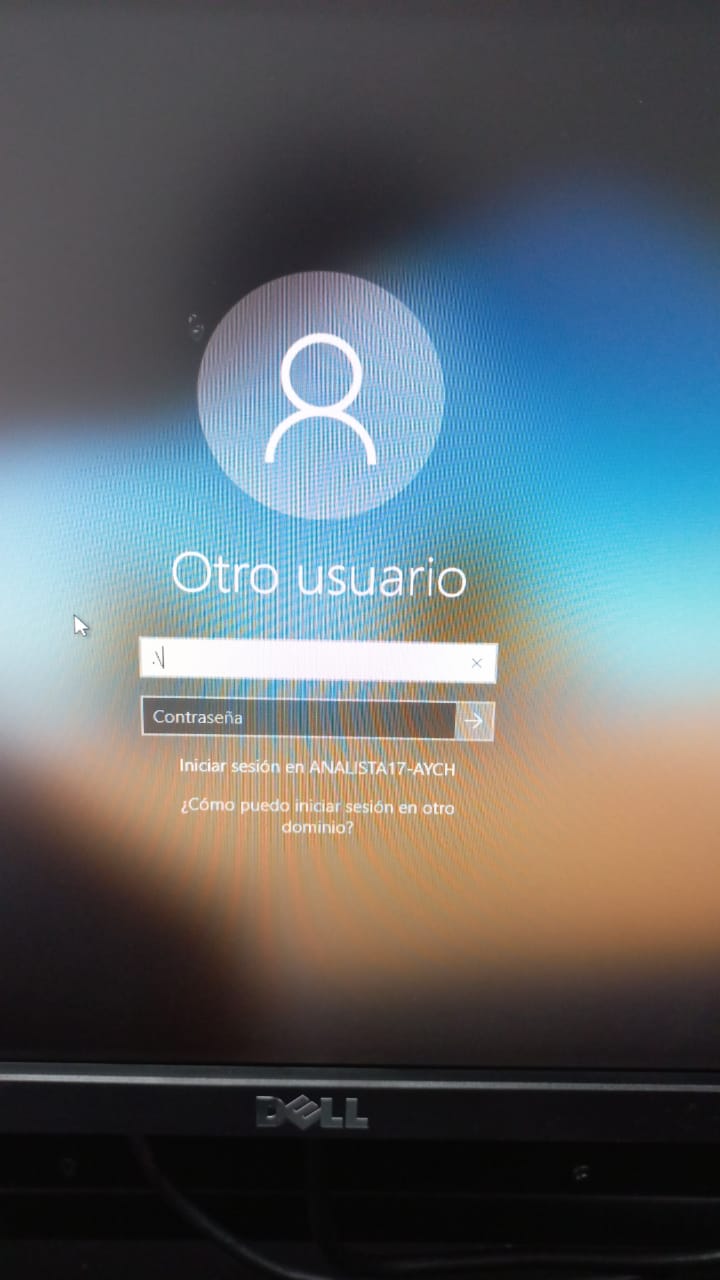 Otro usuario
.\
Contraseña
Iniciar sesión en ANALISTA17-AYCH
¿Cómo puedo iniciar sesión en otro
dominio?
DELL